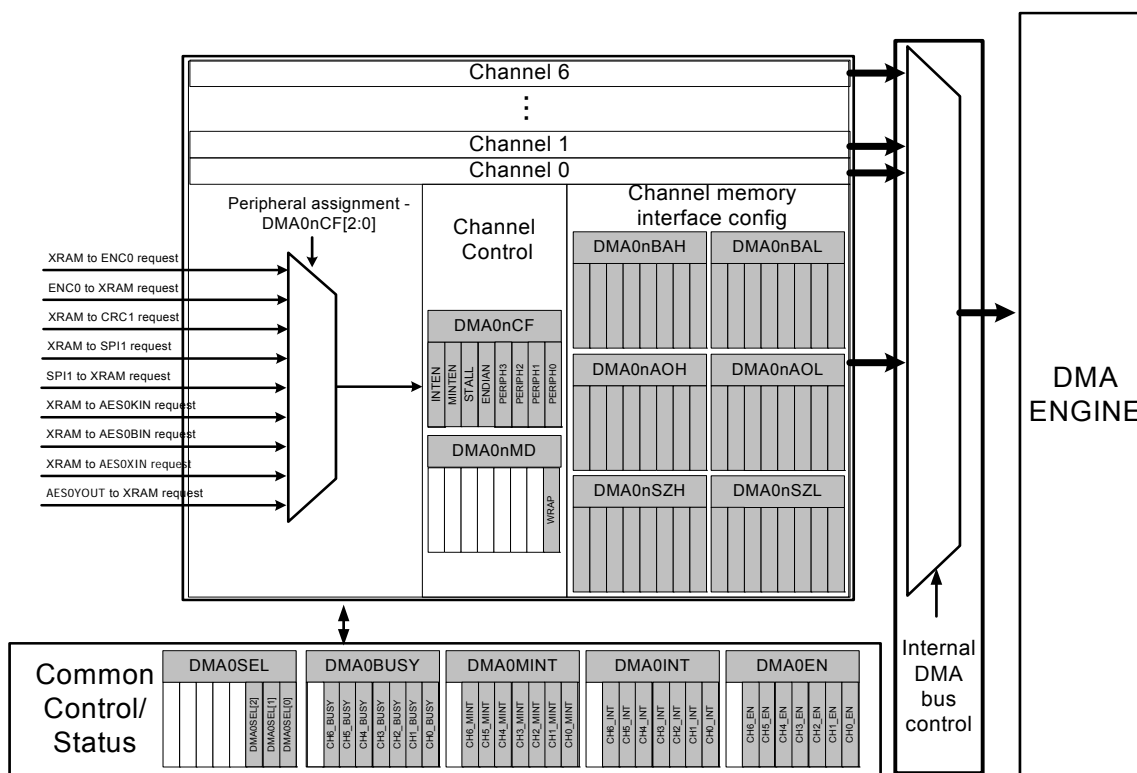 Channel 6
Channel 1
Channel 0
Peripheral assignment -
DMA0nCF[2:0]
XRAM to ENC0 request
ENC0 to XRAM request
XRAM to CRC1 request
XRAM to SPI1 request
SPI1 to XRAM request
XRAM to AES0KIN request
XRAM to AES0BIN request
XRAM to AES0XIN request
AES0YOUT to XRAM request
Channel
Control
DMA0nCF
INTEN
MINTEN
STALL
ENDIAN
PERIPH3
PERIPH2
PERIPH1
PERIPH0
DMA0nMD
WRAP
Channel memory
interface config
DMA0nBAH
DMA0nBAL
DMA0nAOH
DMA0nAOL
DMA0nSZH
DMA0nSZL
DMA
ENGINE
Internal
DMA
bus
control
Common
Control/
Status
DMA0SEL
DMA0SEL[2]
DMA0SEL[1]
DMA0SEL[0]
DMA0BUSY
CH6_BUSY
CH5_BUSY
CH4_BUSY
CH3_BUSY
CH2_BUSY
CH1_BUSY
CH0_BUSY
DMA0MINT
CH6_MINT
CH5_MINT
CH4_MINT
CH3_MINT
CH2_MINT
CH1_MINT
CH0_MINT
DMA0INT
CH6_INT
CH5_INT
CH4_INT
CH3_INT
CH2_INT
CH1_INT
CH0_INT
DMA0EN
CH6_EN
CH5_EN
CH4_EN
CH3_EN
CH2_EN
CH1_EN
CH0_EN